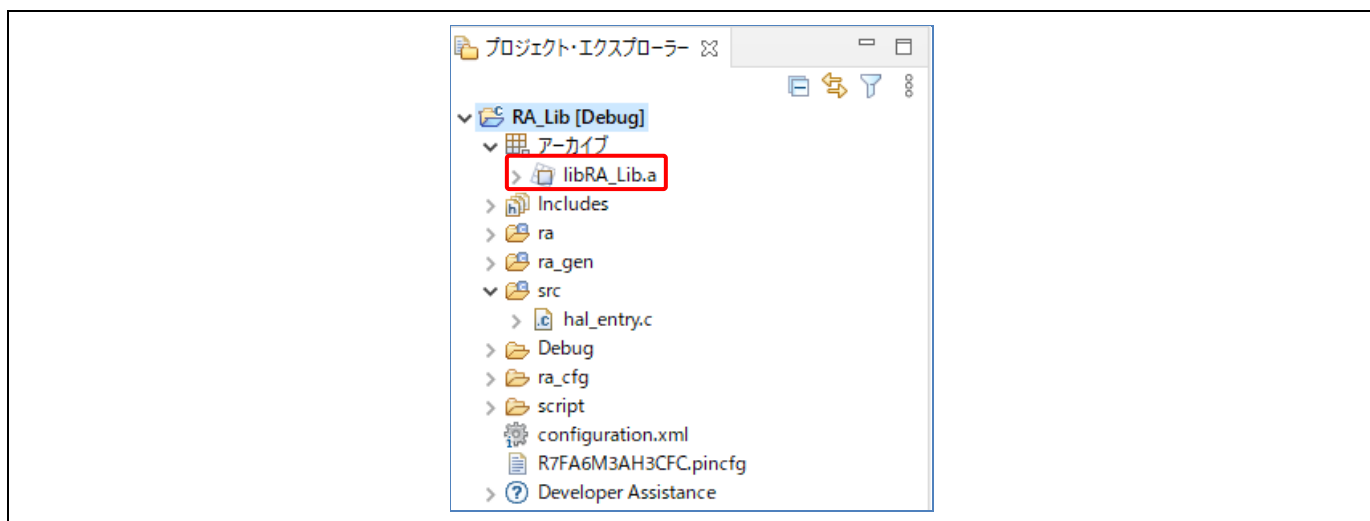 プロジェクト・エクスプローラー
RA_Lib [Debug]
アーカイブ
libRA_Lib.a
Includes
ra
ra_gen
src
hal_entry.c
Debug
ra_cfg
script
configuration.xml
R7FA6M3AH3CFC.pincfg
Developer Assistance